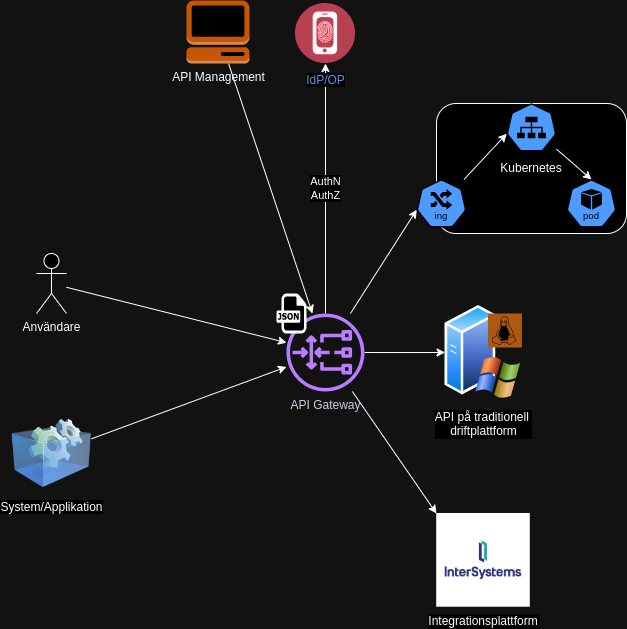 API Management
IdP/OP
Kubernetes
AuthN
AuthZ
ing
pod
Användare
JSON
API Gateway
API på traditionell
driftplattform
System/Applikation
InterSystems
Integrationsplattform